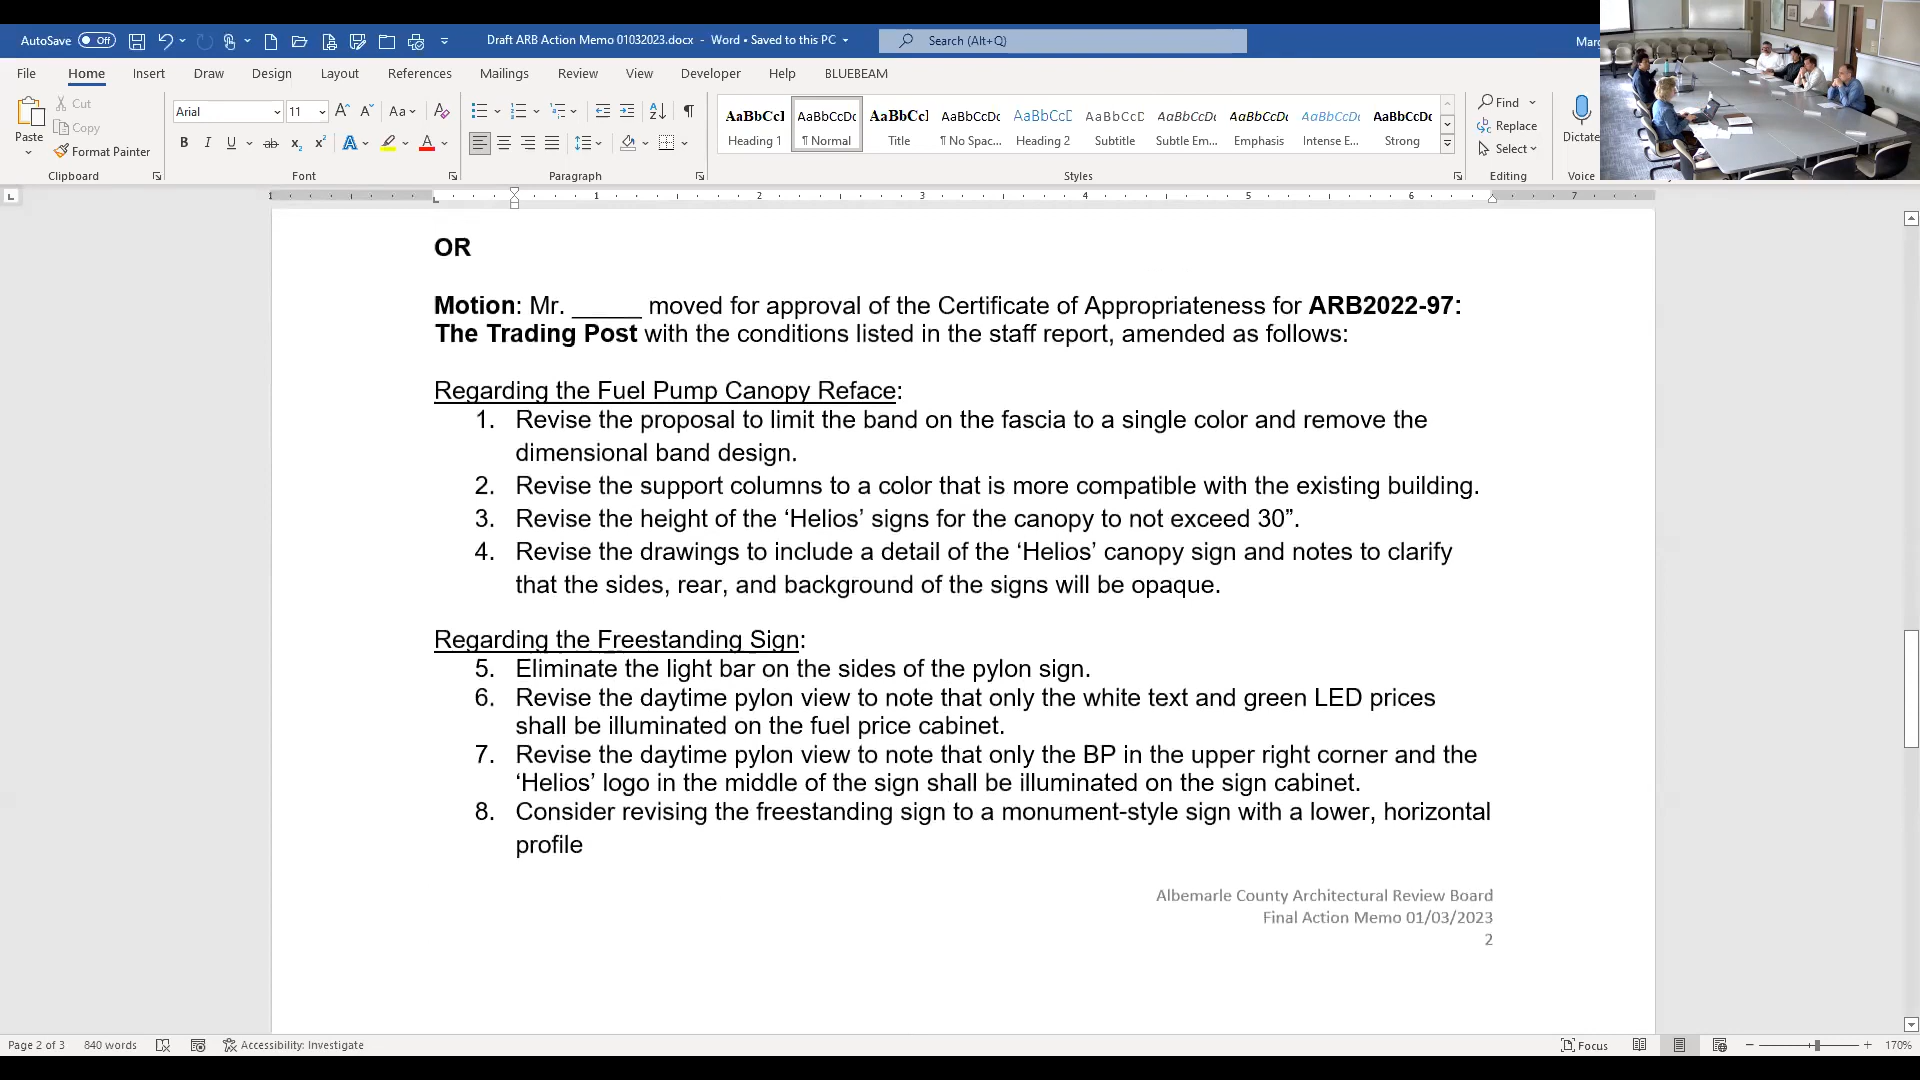 AutoSave Off Draft ARB Action Memo 01032023.docx - Word • Saved to this PC Search (Alt+Q) Mar
File Home Insert Draw Design Layout References Mailings Review View Developer Help BLUEBEAM
Paste
Cut
Copy
Format Painter
Arial 11
AaBbCcI AaBbCcDc AaBbCcI AaBbCcDc AaBbCcD AaBbCcD AaBbCcDc AaBbCcDc AaBbCcDc AaBbCcDc
Heading 1 ¶ Normal Title ¶ No Spac... Heading 2 Subtitle Subtle Em... Emphasis Intense E... Strong
Find
Replace
Select
Dictate
Clipboard Font Paragraph Styles Editing Voice
1 1 2 3 4 5 6 7
OR
Motion: Mr. _____ moved for approval of the Certificate of Appropriateness for ARB2022-97:
The Trading Post with the conditions listed in the staff report, amended as follows:
Regarding the Fuel Pump Canopy Reface:
1. Revise the proposal to limit the band on the fascia to a single color and remove the
dimensional band design.
2. Revise the support columns to a color that is more compatible with the existing building.
3. Revise the height of the ‘Helios’ signs for the canopy to not exceed 30”.
4. Revise the drawings to include a detail of the ‘Helios’ canopy sign and notes to clarify
that the sides, rear, and background of the signs will be opaque.
Regarding the Freestanding Sign:
5. Eliminate the light bar on the sides of the pylon sign.
6. Revise the daytime pylon view to note that only the white text and green LED prices
shall be illuminated on the fuel price cabinet.
7. Revise the daytime pylon view to note that only the BP in the upper right corner and the
‘Helios’ logo in the middle of the sign shall be illuminated on the sign cabinet.
8. Consider revising the freestanding sign to a monument-style sign with a lower, horizontal
profile
Albemarle County Architectural Review Board
Final Action Memo 01/03/2023
2
Page 2 of 3 840 words Accessibility: Investigate Focus 170%